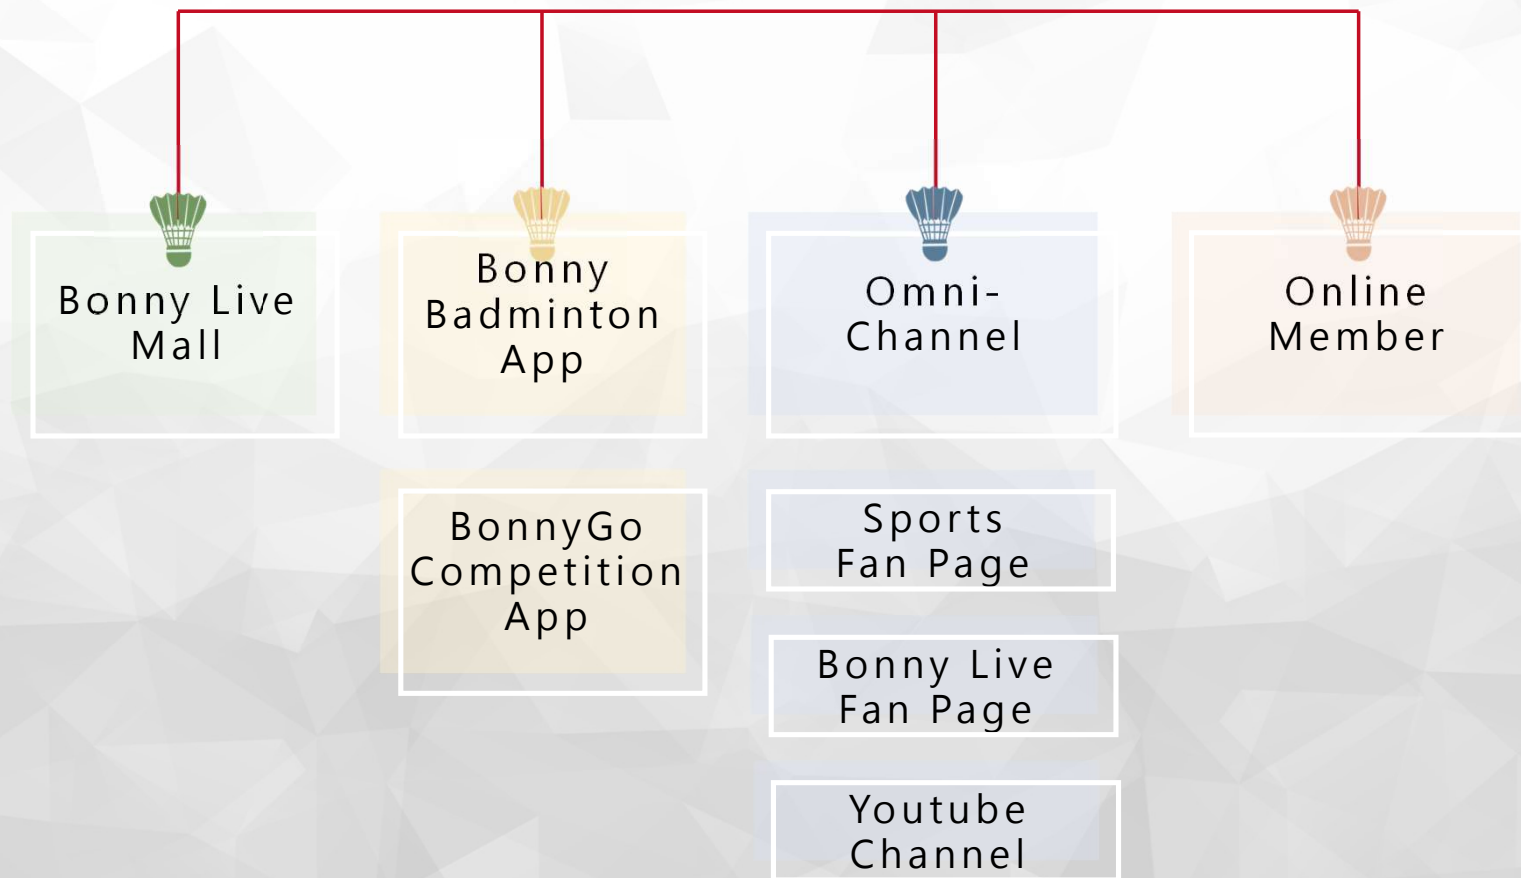 Bonny Live
Mall
Bonny
Badminton
App
Omni-
Channel
Online
Member
BonnyGo
Competition
App
Sports
Fan Page
Bonny Live
Fan Page
Youtube
Channel